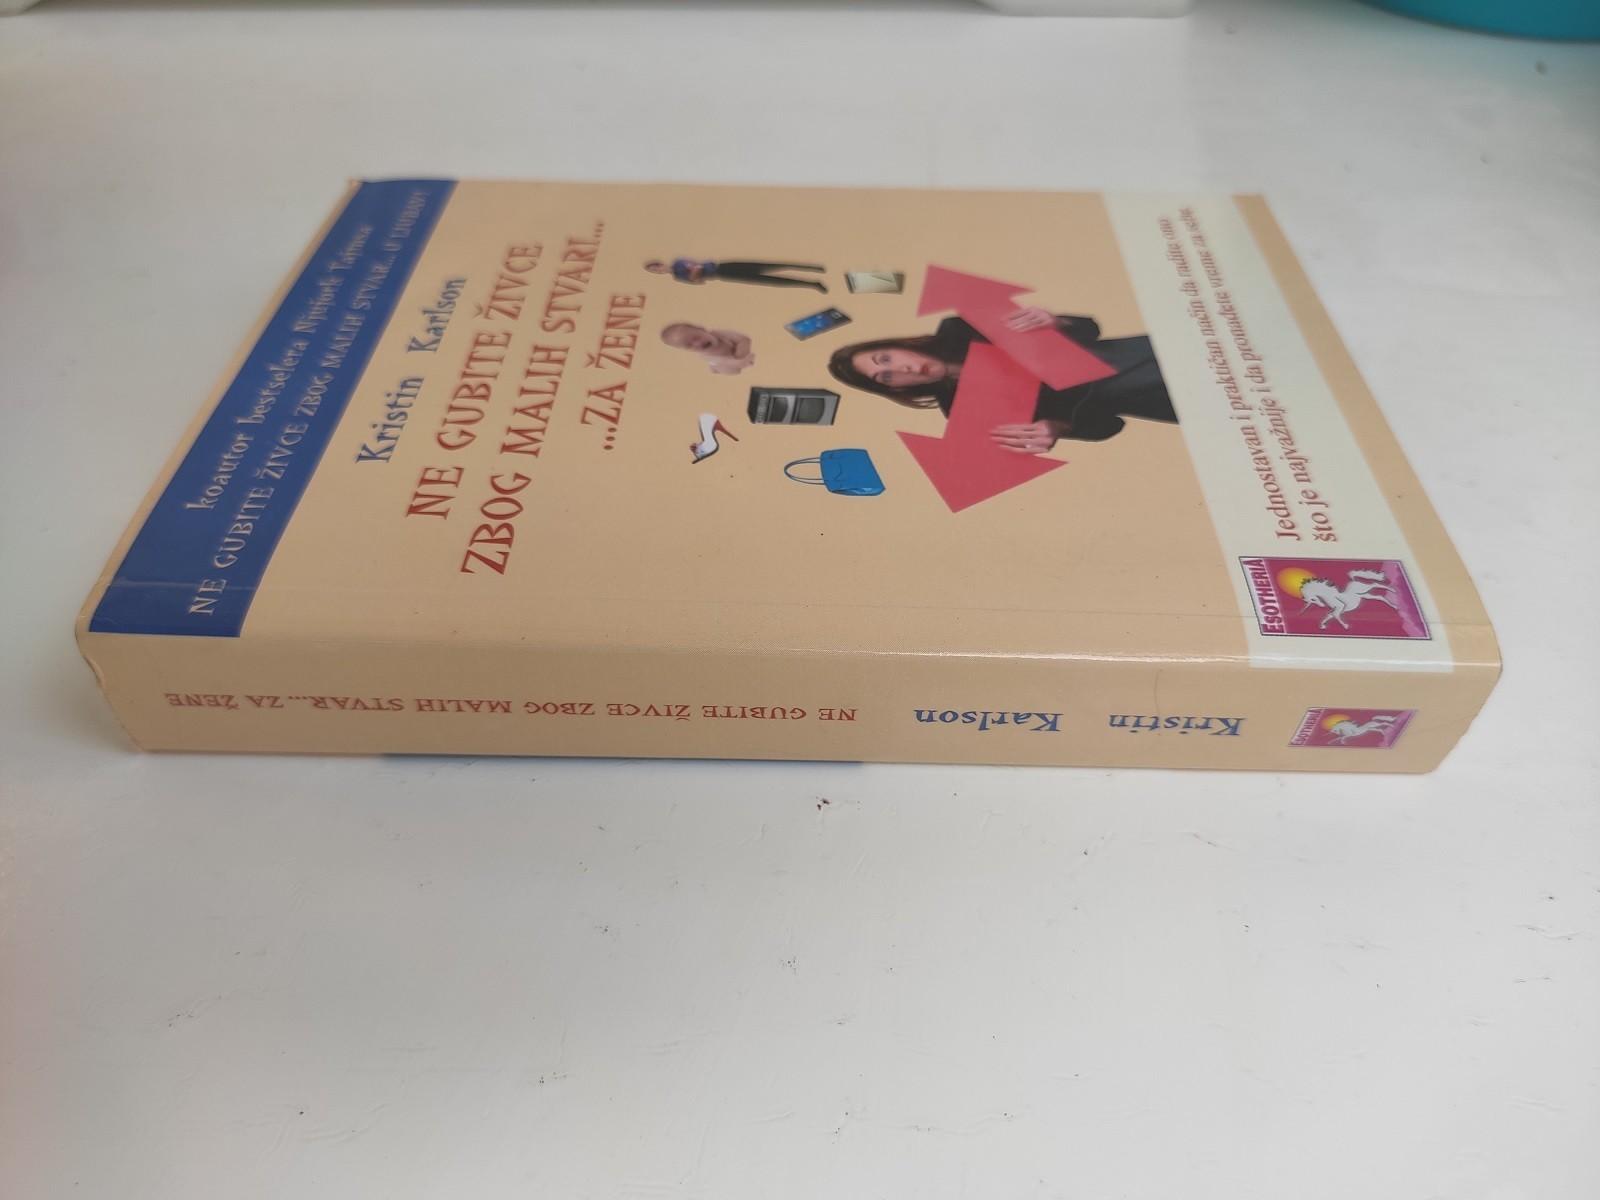 koautor bestselera Njujork Tajmsa
NE GUBITE ŽIVCE ZBOG MALIH STVAR... U LJUBAVI
Kristin Karlson
NE GUBITE ŽIVCE
ZBOG MALIH STVARI...
...ZA ŽENE
Jednostavan i praktičan način da radite ono
što je najvažnije i da pronađete vreme za sebe
ESOTHERIA
NE GUBITE ŽIVCE ZBOG MALIH STVAR...ZA ŽENE
Kristin Karlson
ESOTHERIA